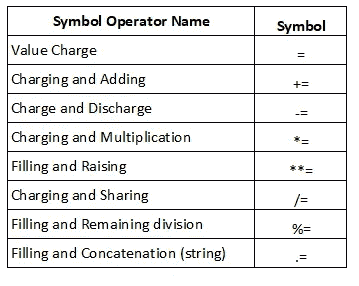 Symbol Operator Name Symbol
Value Charge =
Charging and Adding +=
Charge and Discharge -=
Charging and Multiplication *=
Filling and Raising **=
Charging and Sharing /=
Filling and Remaining division %=
Filling and Concatenation (string) .=